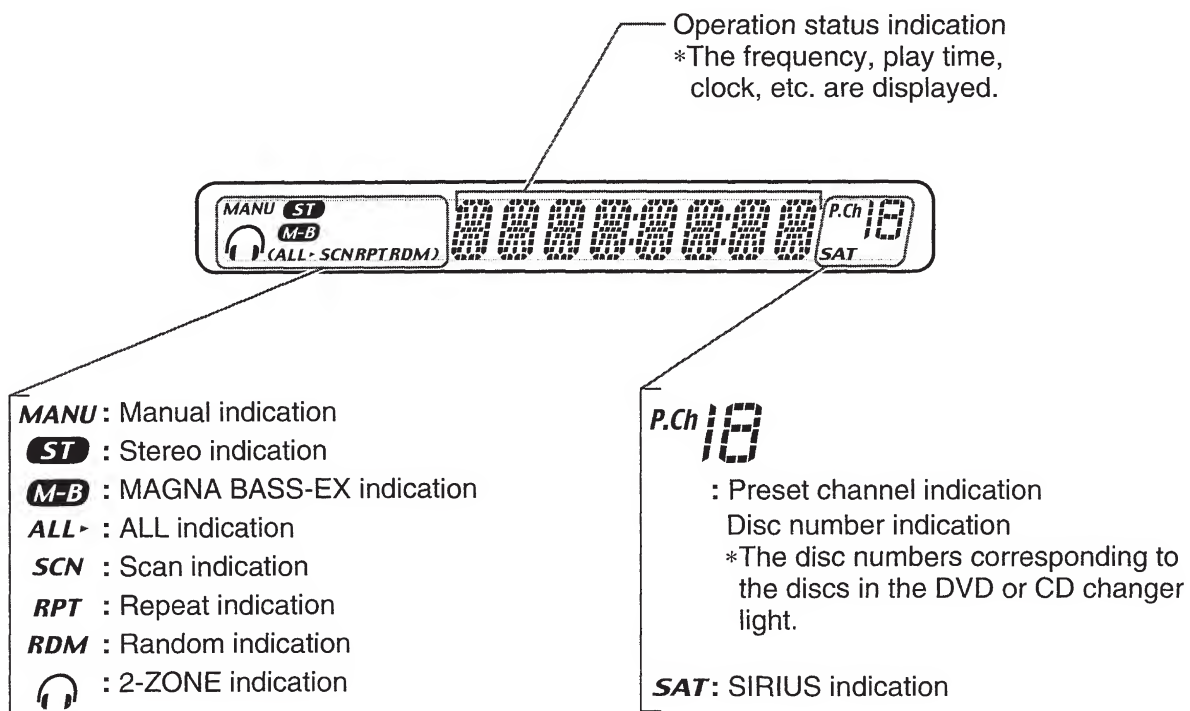 Operation status indication
*The frequency, play time,
clock, etc. are displayed.
MANU ST
M-B
(ALL► SCN RPT RDM)
P.Ch 18
SAT
MANU : Manual indication
ST : Stereo indication
M-B : MAGNA BASS-EX indication
ALL► : ALL indication
SCN : Scan indication
RPT : Repeat indication
RDM : Random indication
: 2-ZONE indication
P.Ch 18
: Preset channel indication
Disc number indication
*The disc numbers corresponding to
the discs in the DVD or CD changer
light.
SAT : SIRIUS indication